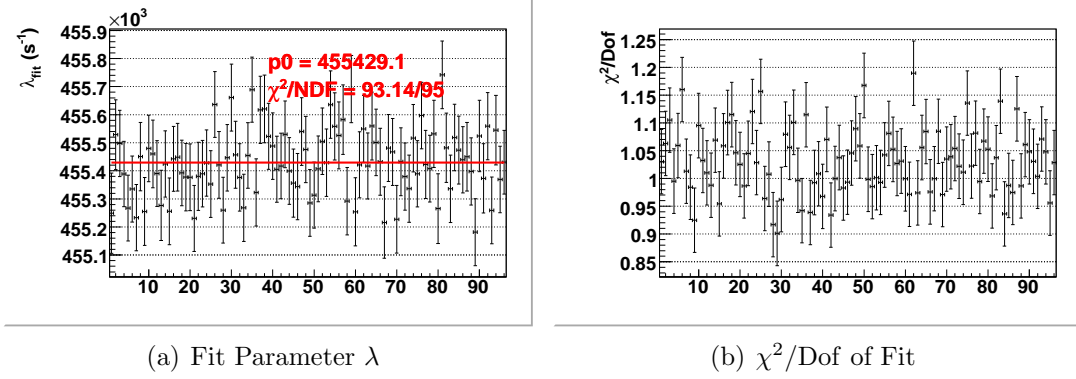 ×10³
λfit (s⁻¹)
455.9
455.8
455.7
455.6
455.5
455.4
455.3
455.2
455.1
p0 = 455429.1
χ²/NDF = 93.14/95
10 20 30 40 50 60 70 80 90
(a) Fit Parameter λ
χ²/Dof
1.25
1.2
1.15
1.1
1.05
1
0.95
0.9
0.85
10 20 30 40 50 60 70 80 90
(b) χ²/Dof of Fit